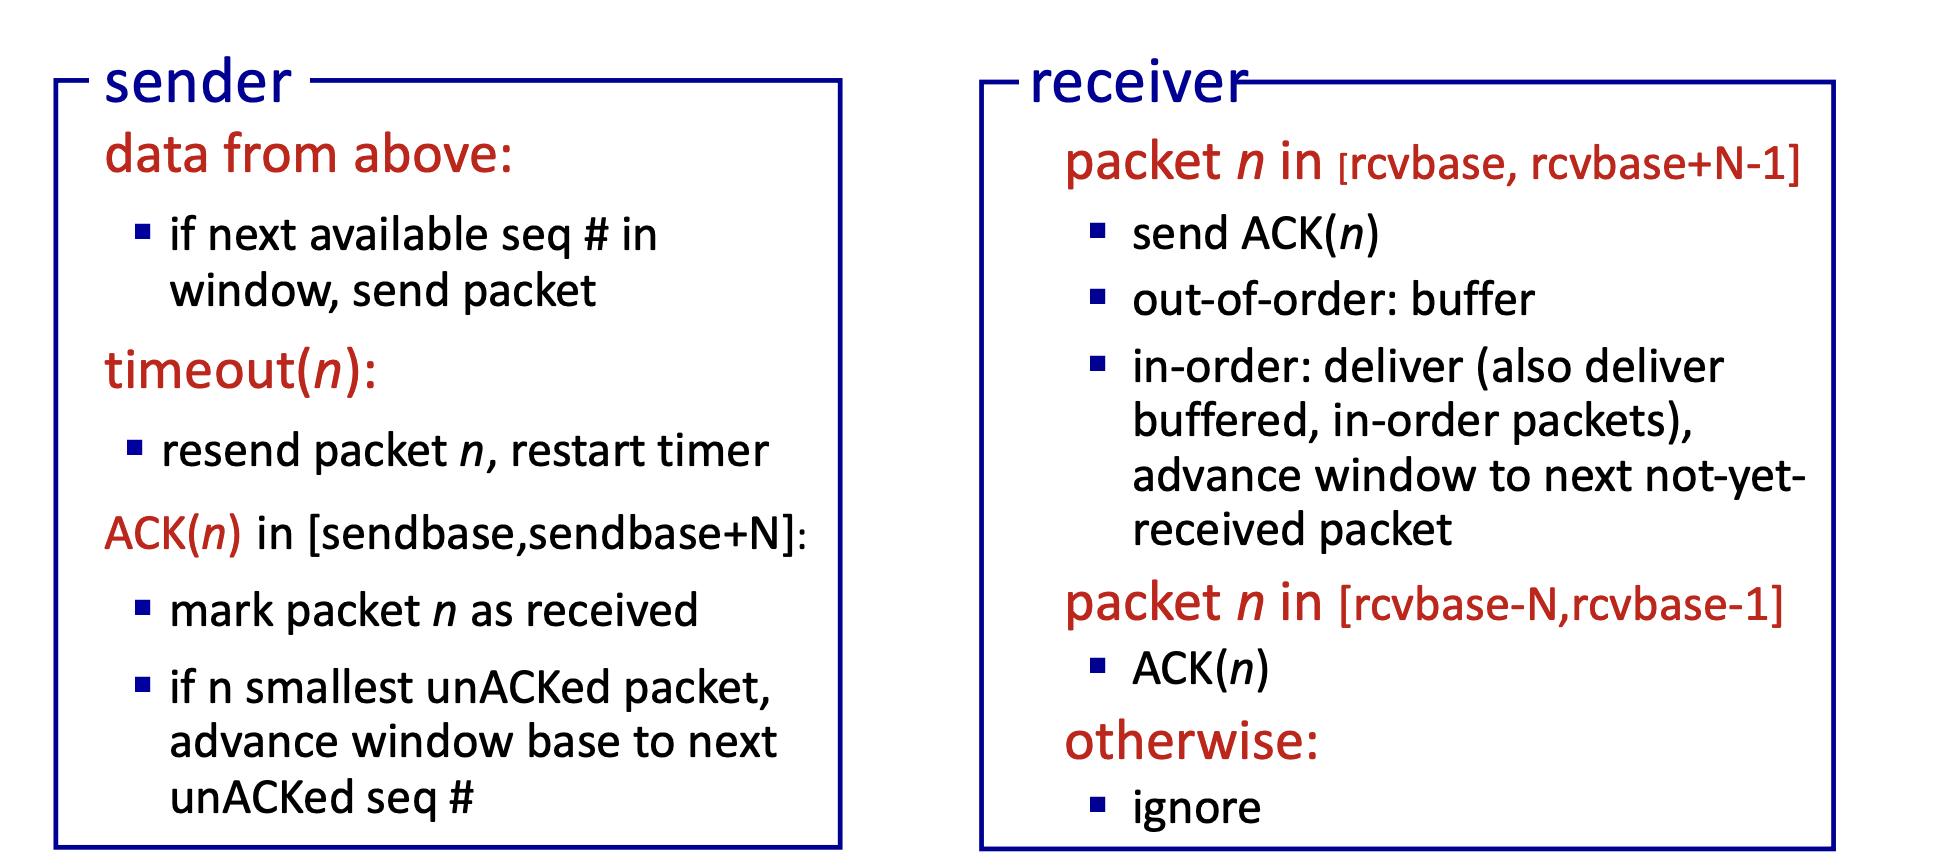 sender
data from above:
▪ if next available seq # in
window, send packet
timeout(n):
▪ resend packet n, restart timer
ACK(n) in [sendbase,sendbase+N]:
▪ mark packet n as received
▪ if n smallest unACKed packet,
advance window base to next
unACKed seq #
receiver
packet n in [rcvbase, rcvbase+N-1]
▪ send ACK(n)
▪ out-of-order: buffer
▪ in-order: deliver (also deliver
buffered, in-order packets),
advance window to next not-yet-
received packet
packet n in [rcvbase-N,rcvbase-1]
▪ ACK(n)
otherwise:
▪ ignore